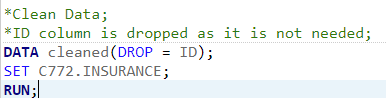 *Clean Data;
*ID column is dropped as it is not needed;
DATA cleaned(DROP = ID);
SET C772.INSURANCE;
RUN;